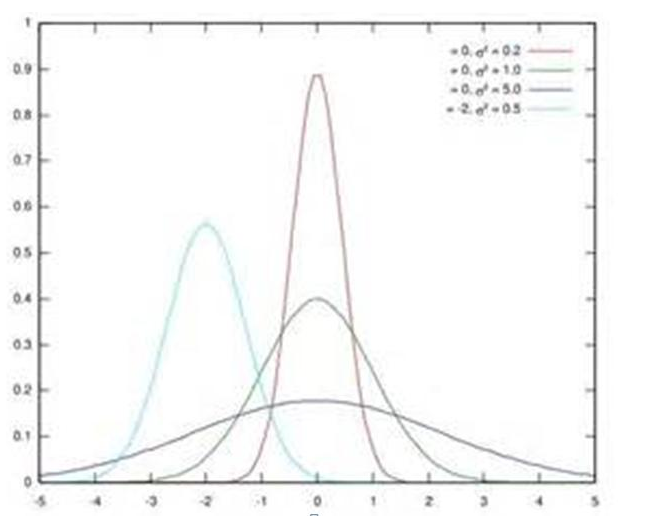 1
0.9
0.8
0.7
0.6
0.5
0.4
0.3
0.2
0.1
0
= 0, σ² = 0.2
= 0, σ² = 1.0
= 0, σ² = 5.0
= -2, σ² = 0.5
-5 -4 -3 -2 -1 0 1 2 3 4 5